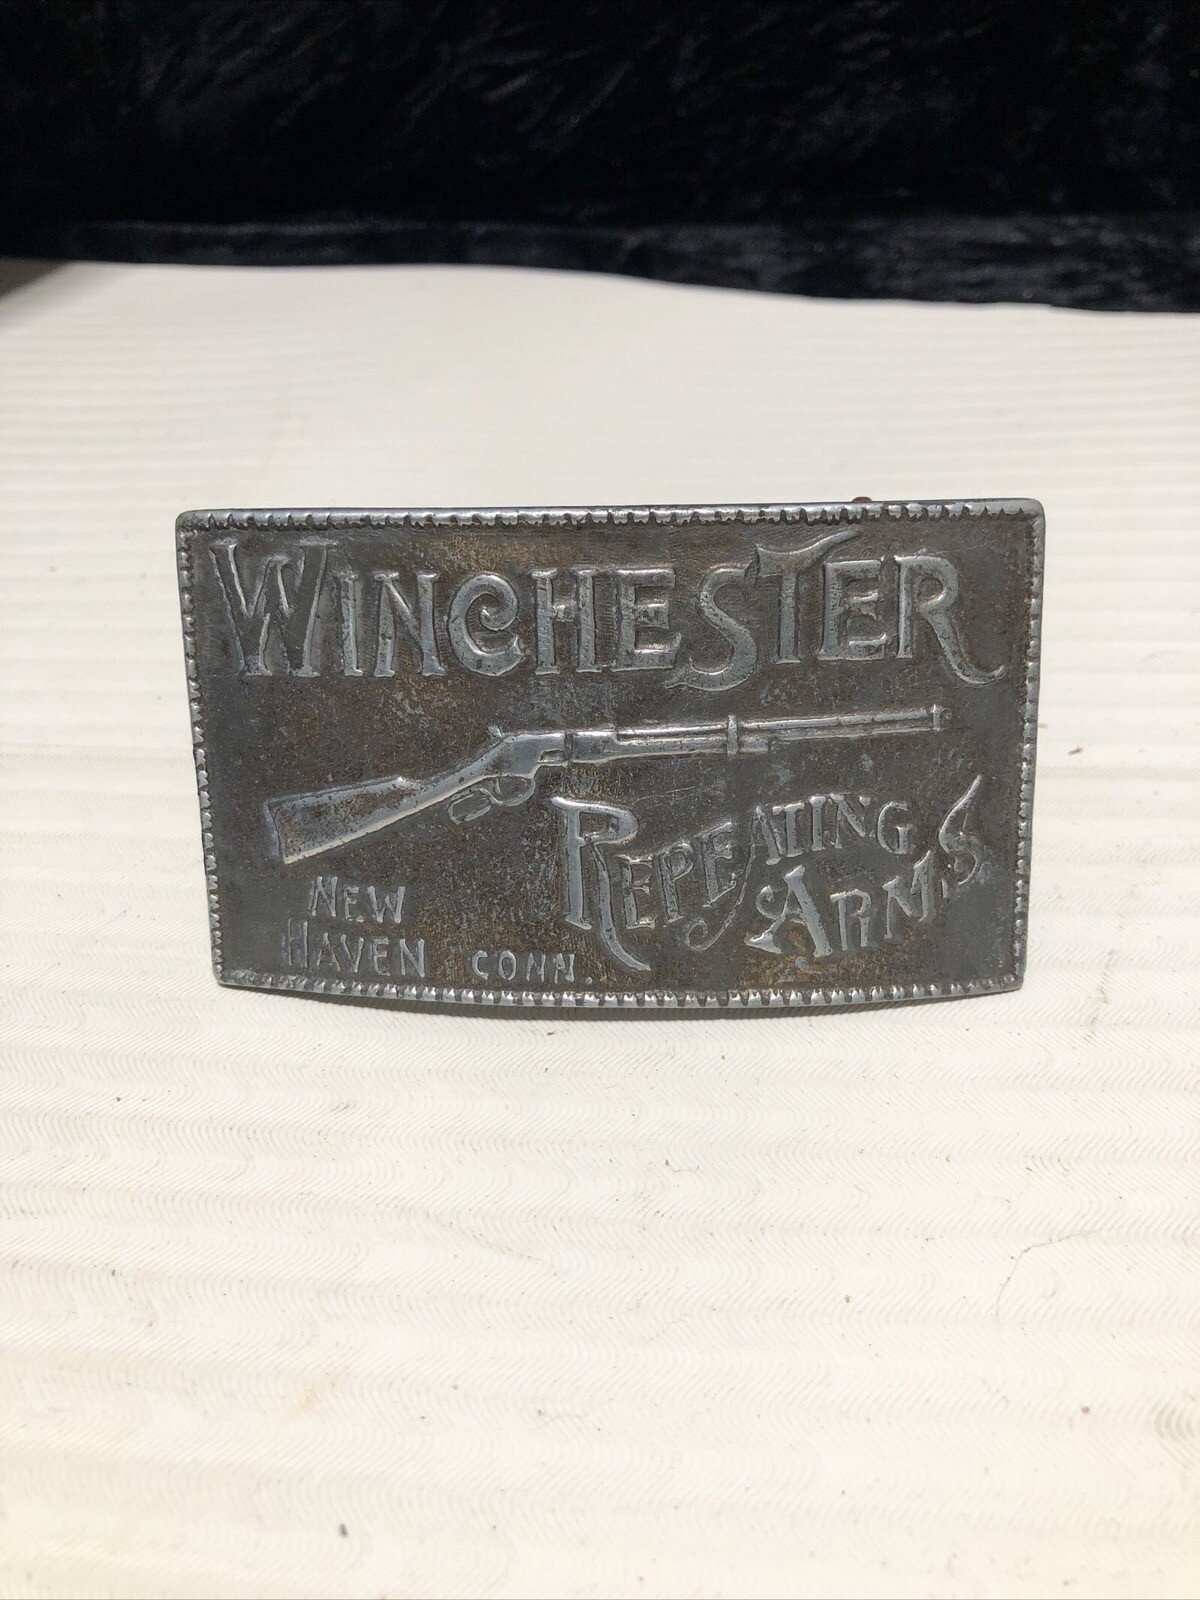 WINCHESTER
REPEATING
ARMS.
NEW
HAVEN CONN.